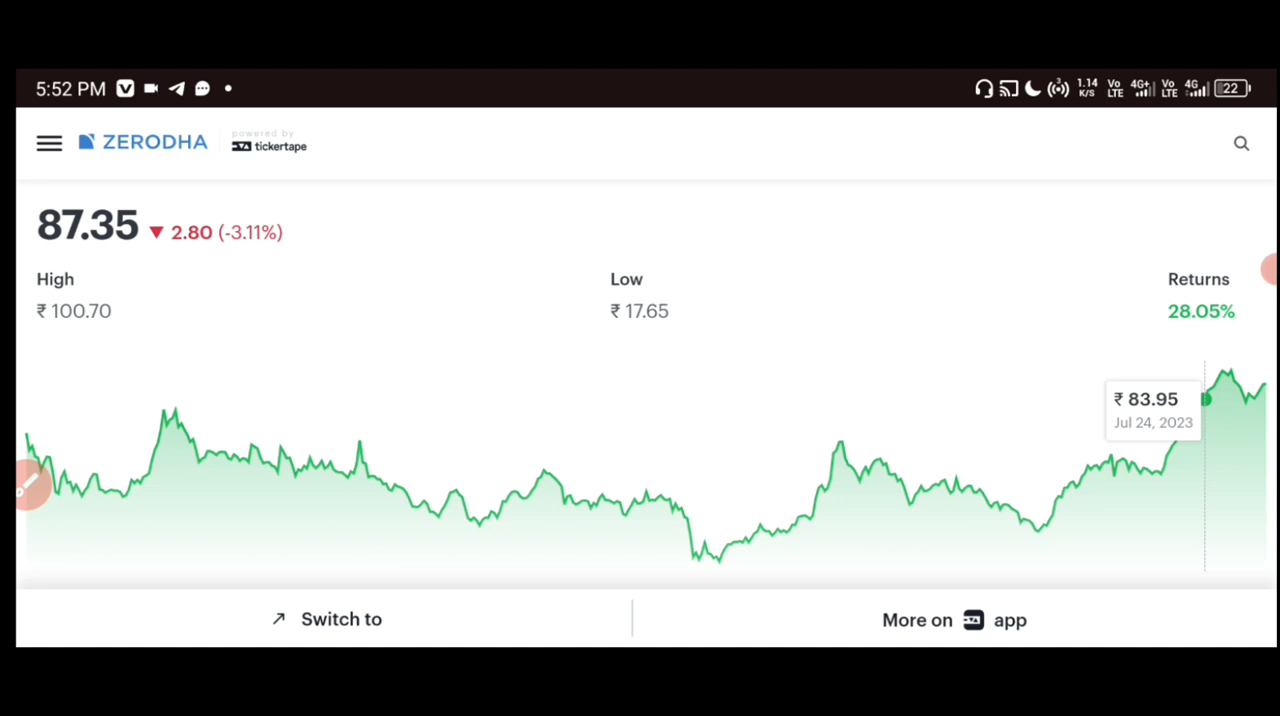 5:52 PM
1.14 K/S Vo LTE 4G+ Vo LTE 4G 22
ZERODHA
powered by
tickertape
87.35 ▼ 2.80 (-3.11%)
High Low Returns
₹ 100.70 ₹ 17.65 28.05%
₹ 83.95
Jul 24, 2023
Switch to More on app